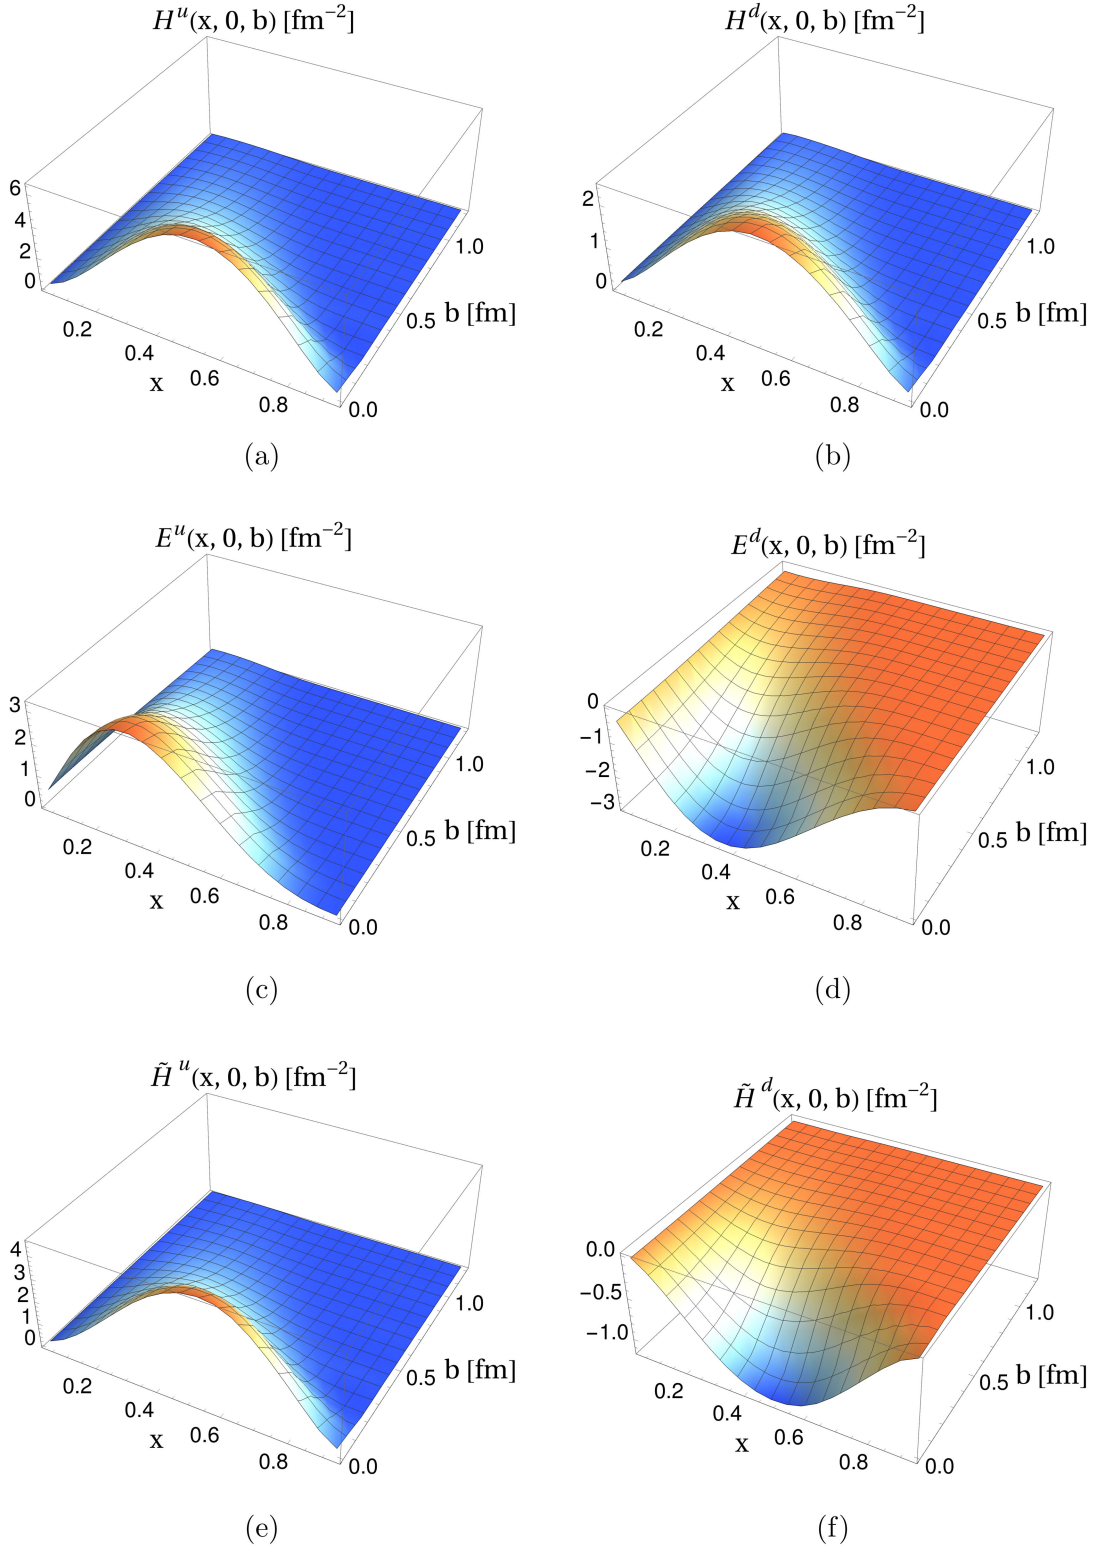 H^u(x, 0, b) [fm^−2]
6
4
2
0
0.2
0.4
0.6
0.8
x
0.0
0.5
1.0
b [fm]
(a)
H^d(x, 0, b) [fm^−2]
2
1
0
0.2
0.4
0.6
0.8
x
0.0
0.5
1.0
b [fm]
(b)
E^u(x, 0, b) [fm^−2]
3
2
1
0
0.2
0.4
0.6
0.8
x
0.0
0.5
1.0
b [fm]
(c)
E^d(x, 0, b) [fm^−2]
0
−1
−2
−3
0.2
0.4
0.6
0.8
x
0.0
0.5
1.0
b [fm]
(d)
H̃^u(x, 0, b) [fm^−2]
4
3
2
1
0
0.2
0.4
0.6
0.8
x
0.0
0.5
1.0
b [fm]
(e)
H̃^d(x, 0, b) [fm^−2]
0.0
−0.5
−1.0
0.2
0.4
0.6
0.8
x
0.0
0.5
1.0
b [fm]
(f)